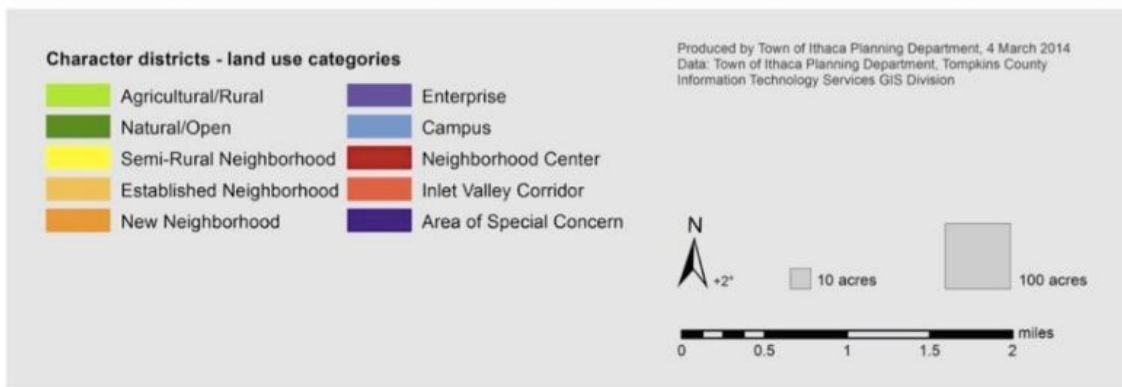 Character districts - land use categories
Agricultural/Rural
Natural/Open
Semi-Rural Neighborhood
Established Neighborhood
New Neighborhood
Enterprise
Campus
Neighborhood Center
Inlet Valley Corridor
Area of Special Concern
Produced by Town of Ithaca Planning Department, 4 March 2014
Data: Town of Ithaca Planning Department, Tompkins County
Information Technology Services GIS Division
N
+2°
10 acres
100 acres
miles
0 0.5 1 1.5 2